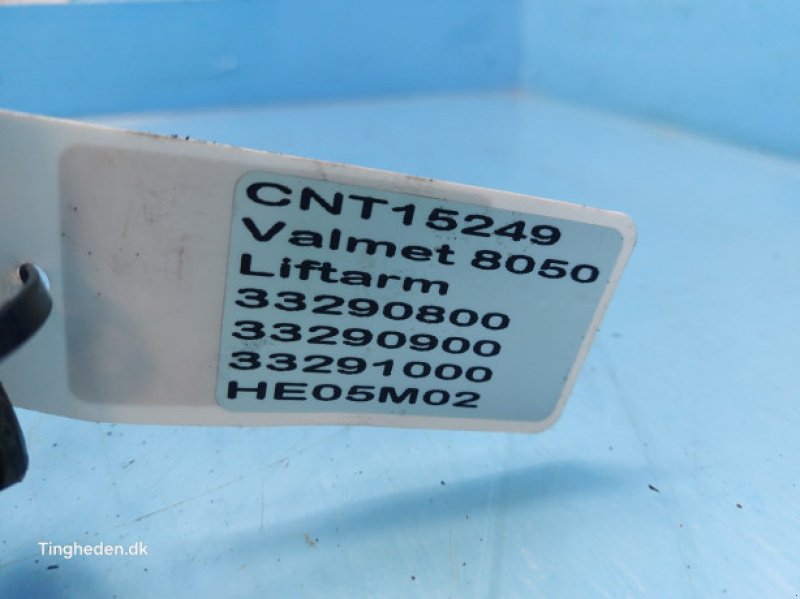 CNT15249
Valmet 8050
Liftarm
33290800
33290900
33291000
HE05M02
Tingheden.dk